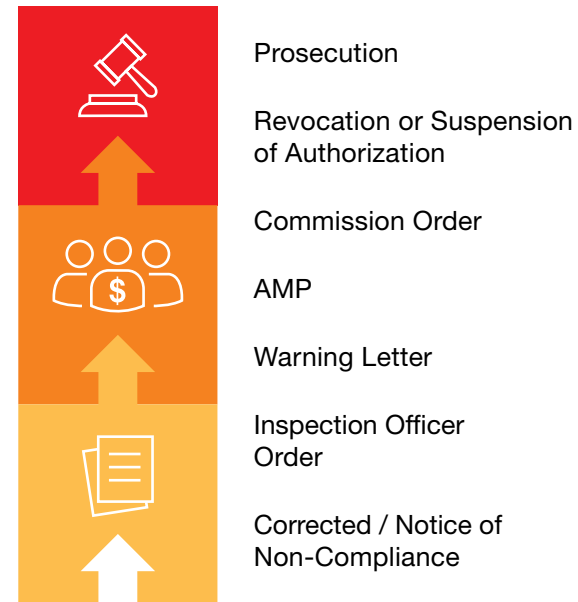 Prosecution
Revocation or Suspension
of Authorization
Commission Order
$
AMP
Warning Letter
Inspection Officer
Order
Corrected / Notice of
Non-Compliance